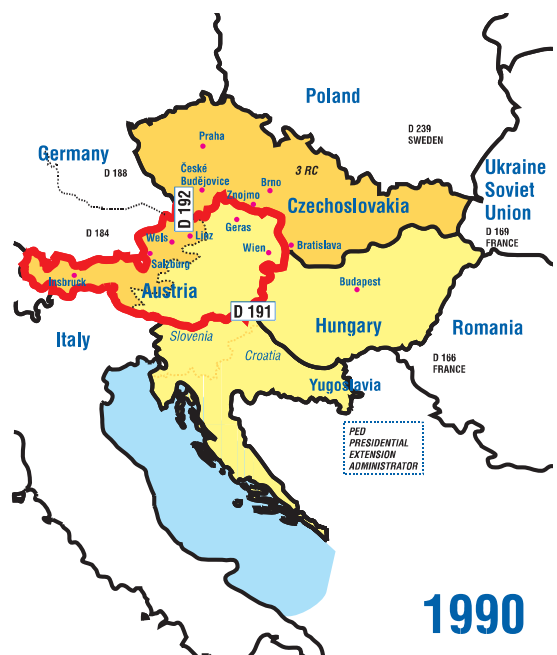 Poland
Praha
D 239
SWEDEN
Germany
D 188
České
Budějovice
3 RC
Ukraine
Soviet
Union
Brno
Znojmo
Czechoslovakia
D 192
D 184
Geras
Linz
Wels
D 169
FRANCE
Wien
Bratislava
Salzburg
Insbruck
Austria
Budapest
D 191
Hungary
Romania
Italy
Slovenia
Croatia
D 166
FRANCE
Yugoslavia
PED
PRESIDENTIAL
EXTENSION
ADMINISTRATOR
1990